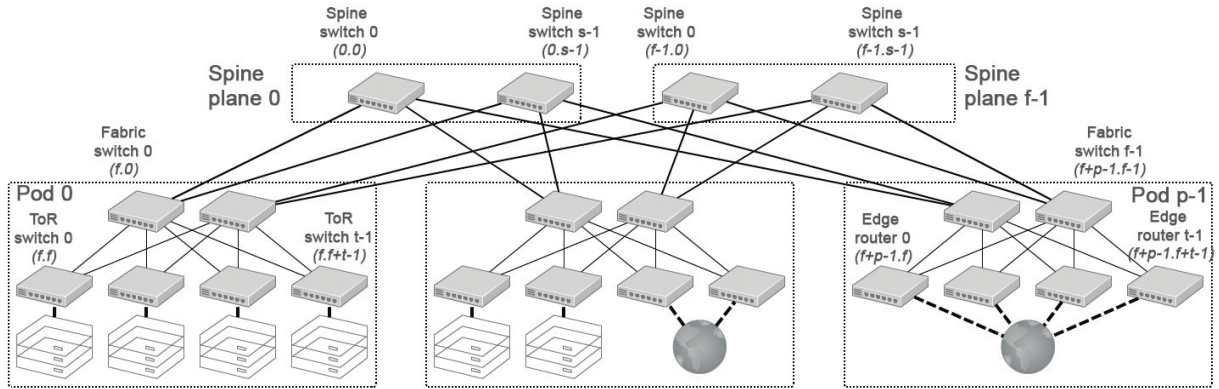 Spine
switch 0
(0.0)
Spine
switch s-1
(0.s-1)
Spine
switch 0
(f-1.0)
Spine
switch s-1
(f-1.s-1)
Spine
plane 0
Spine
plane f-1
Fabric
switch 0
(f.0)
Fabric
switch f-1
(f+p-1.f-1)
Pod 0
ToR
switch 0
(f.f)
ToR
switch t-1
(f.f+t-1)
Pod p-1
Edge
router 0
(f+p-1.f)
Edge
router t-1
(f+p-1.f+t-1)